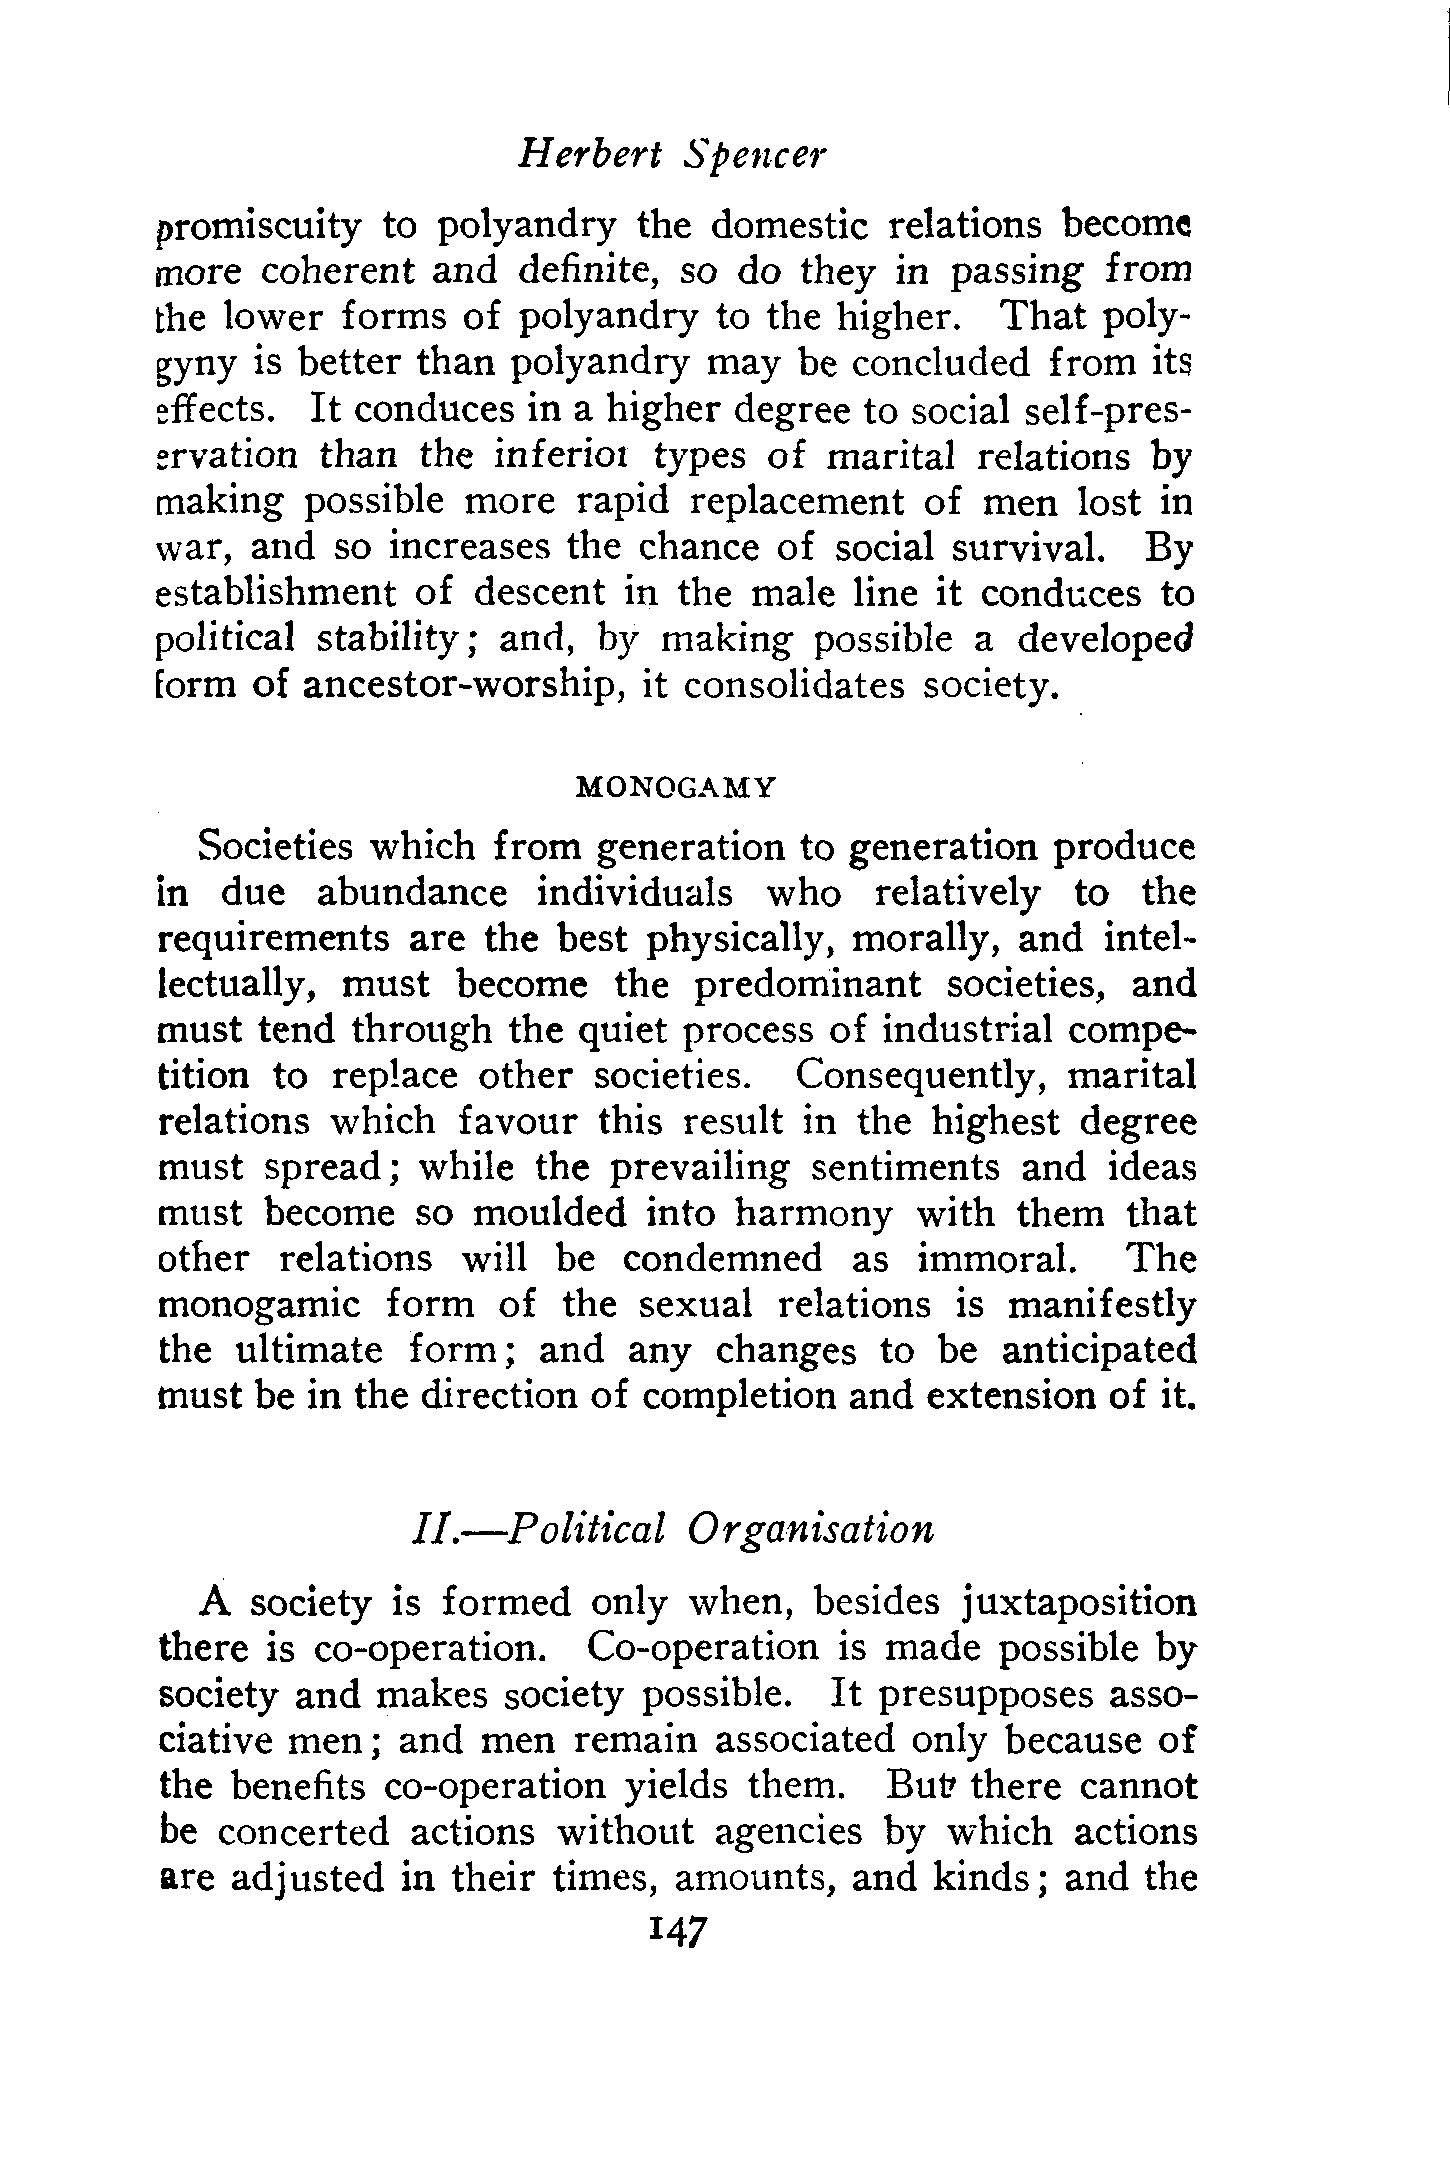 Herbert Spencer
promiscuity to polyandry the domestic relations become
more coherent and definite, so do they in passing from
the lower forms of polyandry to the higher. That poly-
gyny is better than polyandry may be concluded from its
effects. It conduces in a higher degree to social self-pres-
ervation than the inferior types of marital relations by
making possible more rapid replacement of men lost in
war, and so increases the chance of social survival. By
establishment of descent in the male line it conduces to
political stability; and, by making possible a developed
form of ancestor-worship, it consolidates society.
MONOGAMY
Societies which from generation to generation produce
in due abundance individuals who relatively to the
requirements are the best physically, morally, and intel-
lectually, must become the predominant societies, and
must tend through the quiet process of industrial compe-
tition to replace other societies. Consequently, marital
relations which favour this result in the highest degree
must spread; while the prevailing sentiments and ideas
must become so moulded into harmony with them that
other relations will be condemned as immoral. The
monogamic form of the sexual relations is manifestly
the ultimate form; and any changes to be anticipated
must be in the direction of completion and extension of it.
II.—Political Organisation
A society is formed only when, besides juxtaposition
there is co-operation. Co-operation is made possible by
society and makes society possible. It presupposes asso-
ciative men; and men remain associated only because of
the benefits co-operation yields them. But there cannot
be concerted actions without agencies by which actions
are adjusted in their times, amounts, and kinds; and the
147